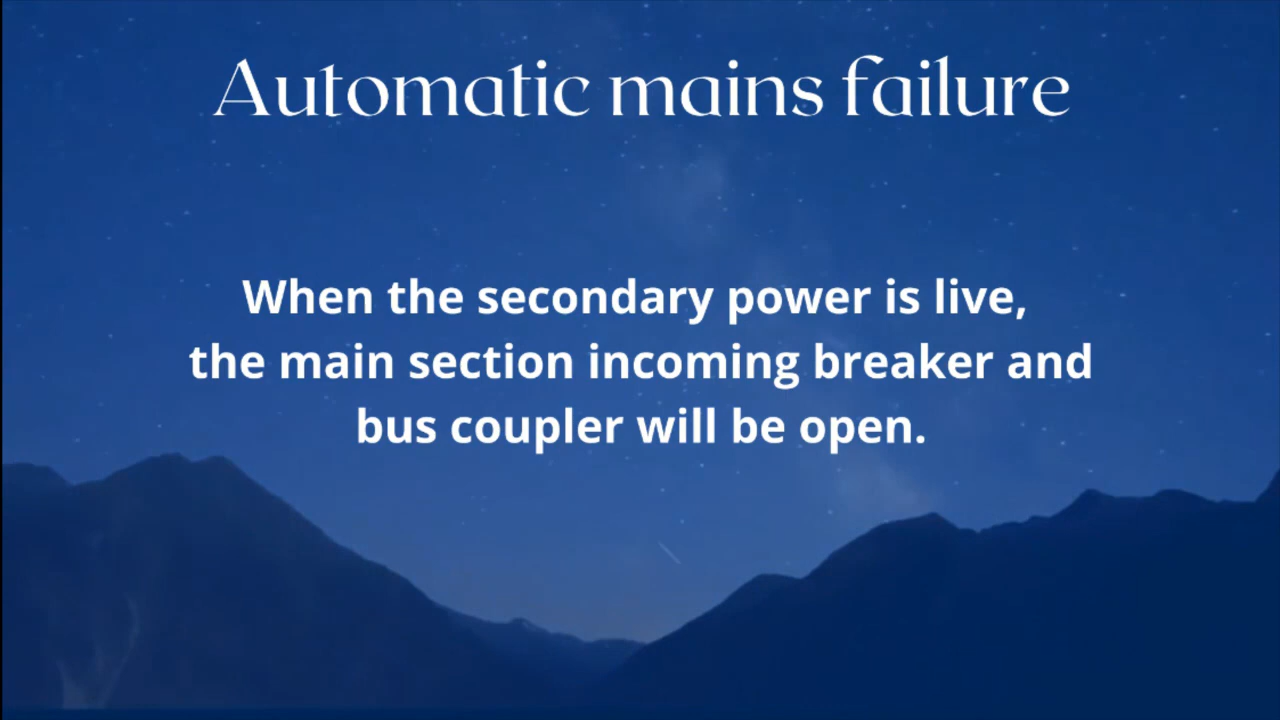 Automatic mains failure
When the secondary power is live,
the main section incoming breaker and
bus coupler will be open.